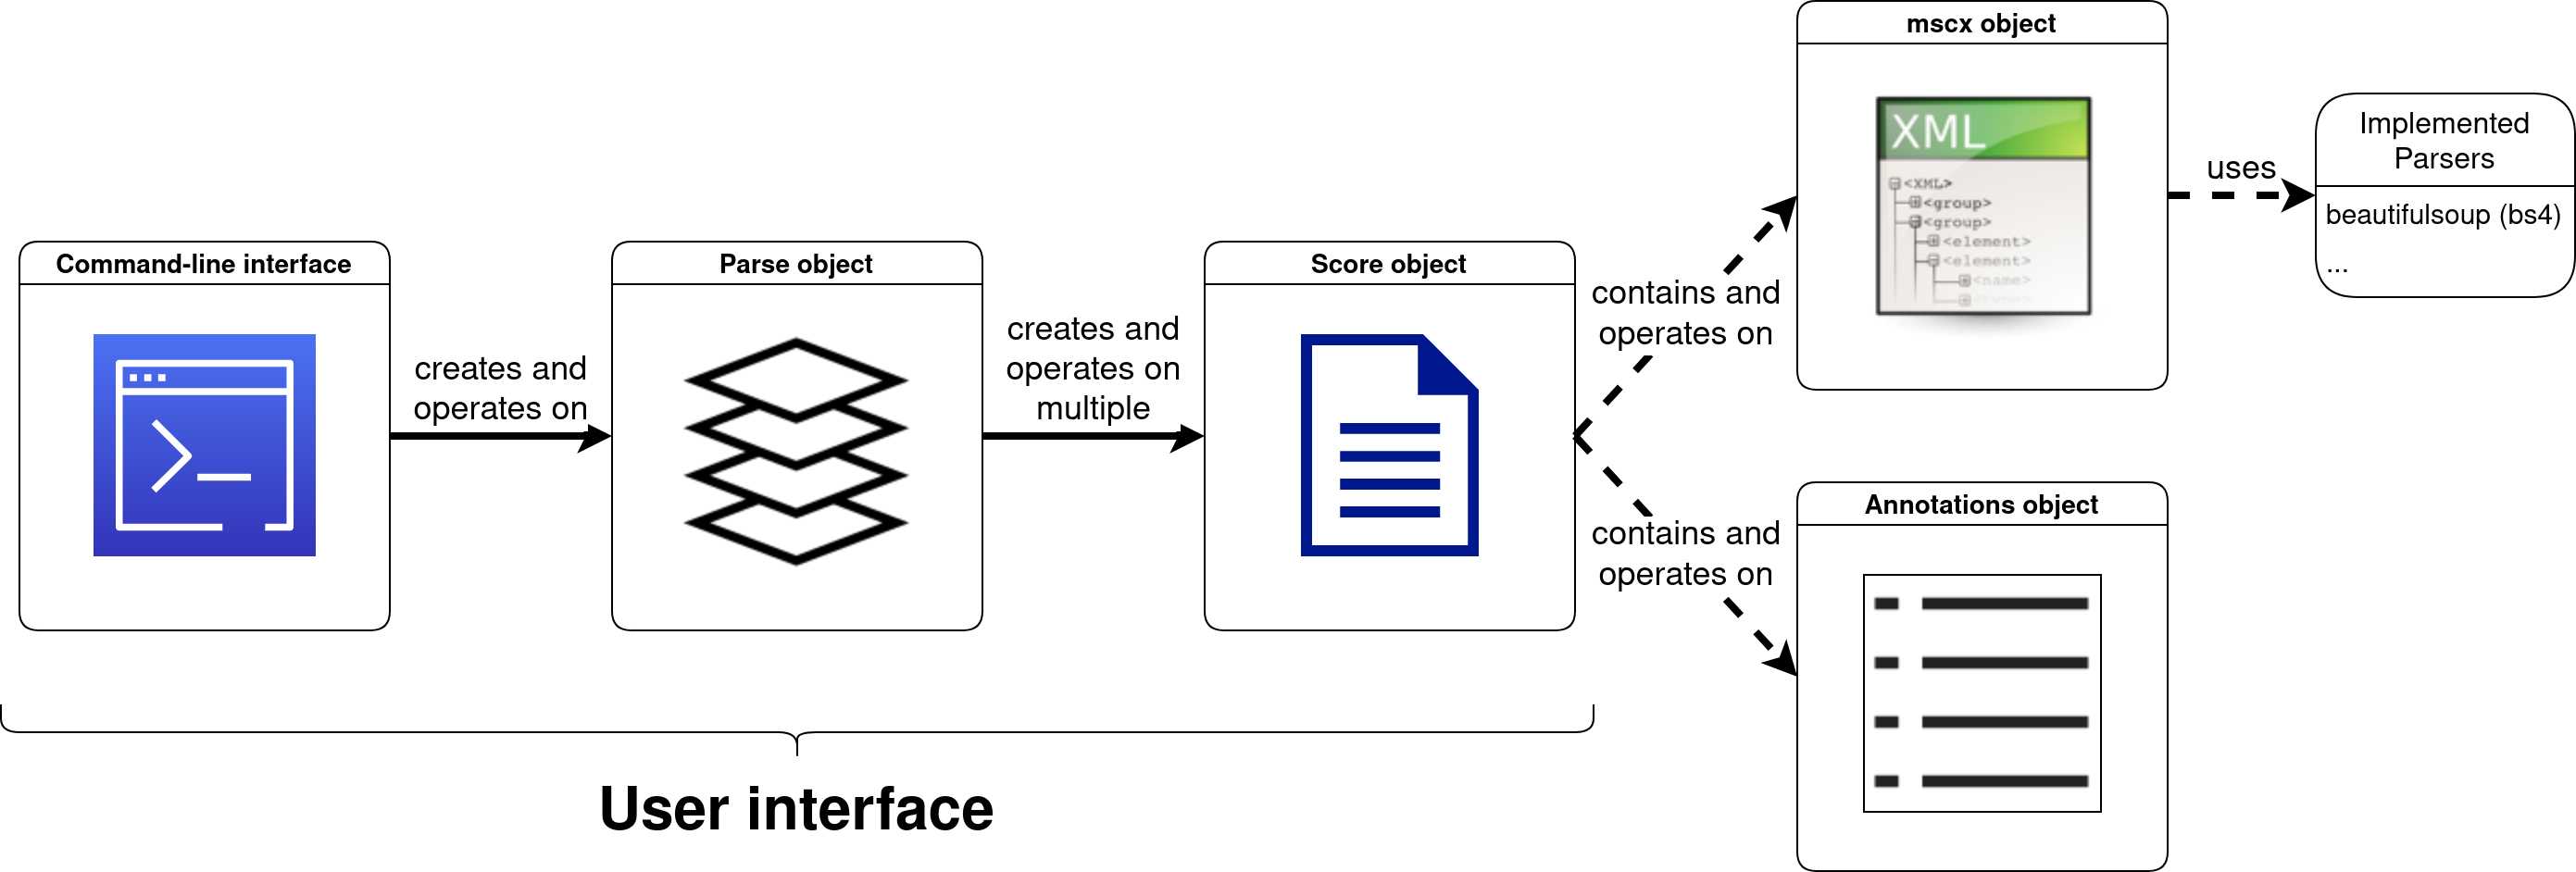 Command-line interface
creates and
operates on
Parse object
creates and
operates on
multiple
Score object
contains and
operates on
contains and
operates on
mscx object
XML
<XML>
<group>
<group>
<element>
<element>
<name>
<type>
uses
Implemented
Parsers
beautifulsoup (bs4)
...
Annotations object
User interface